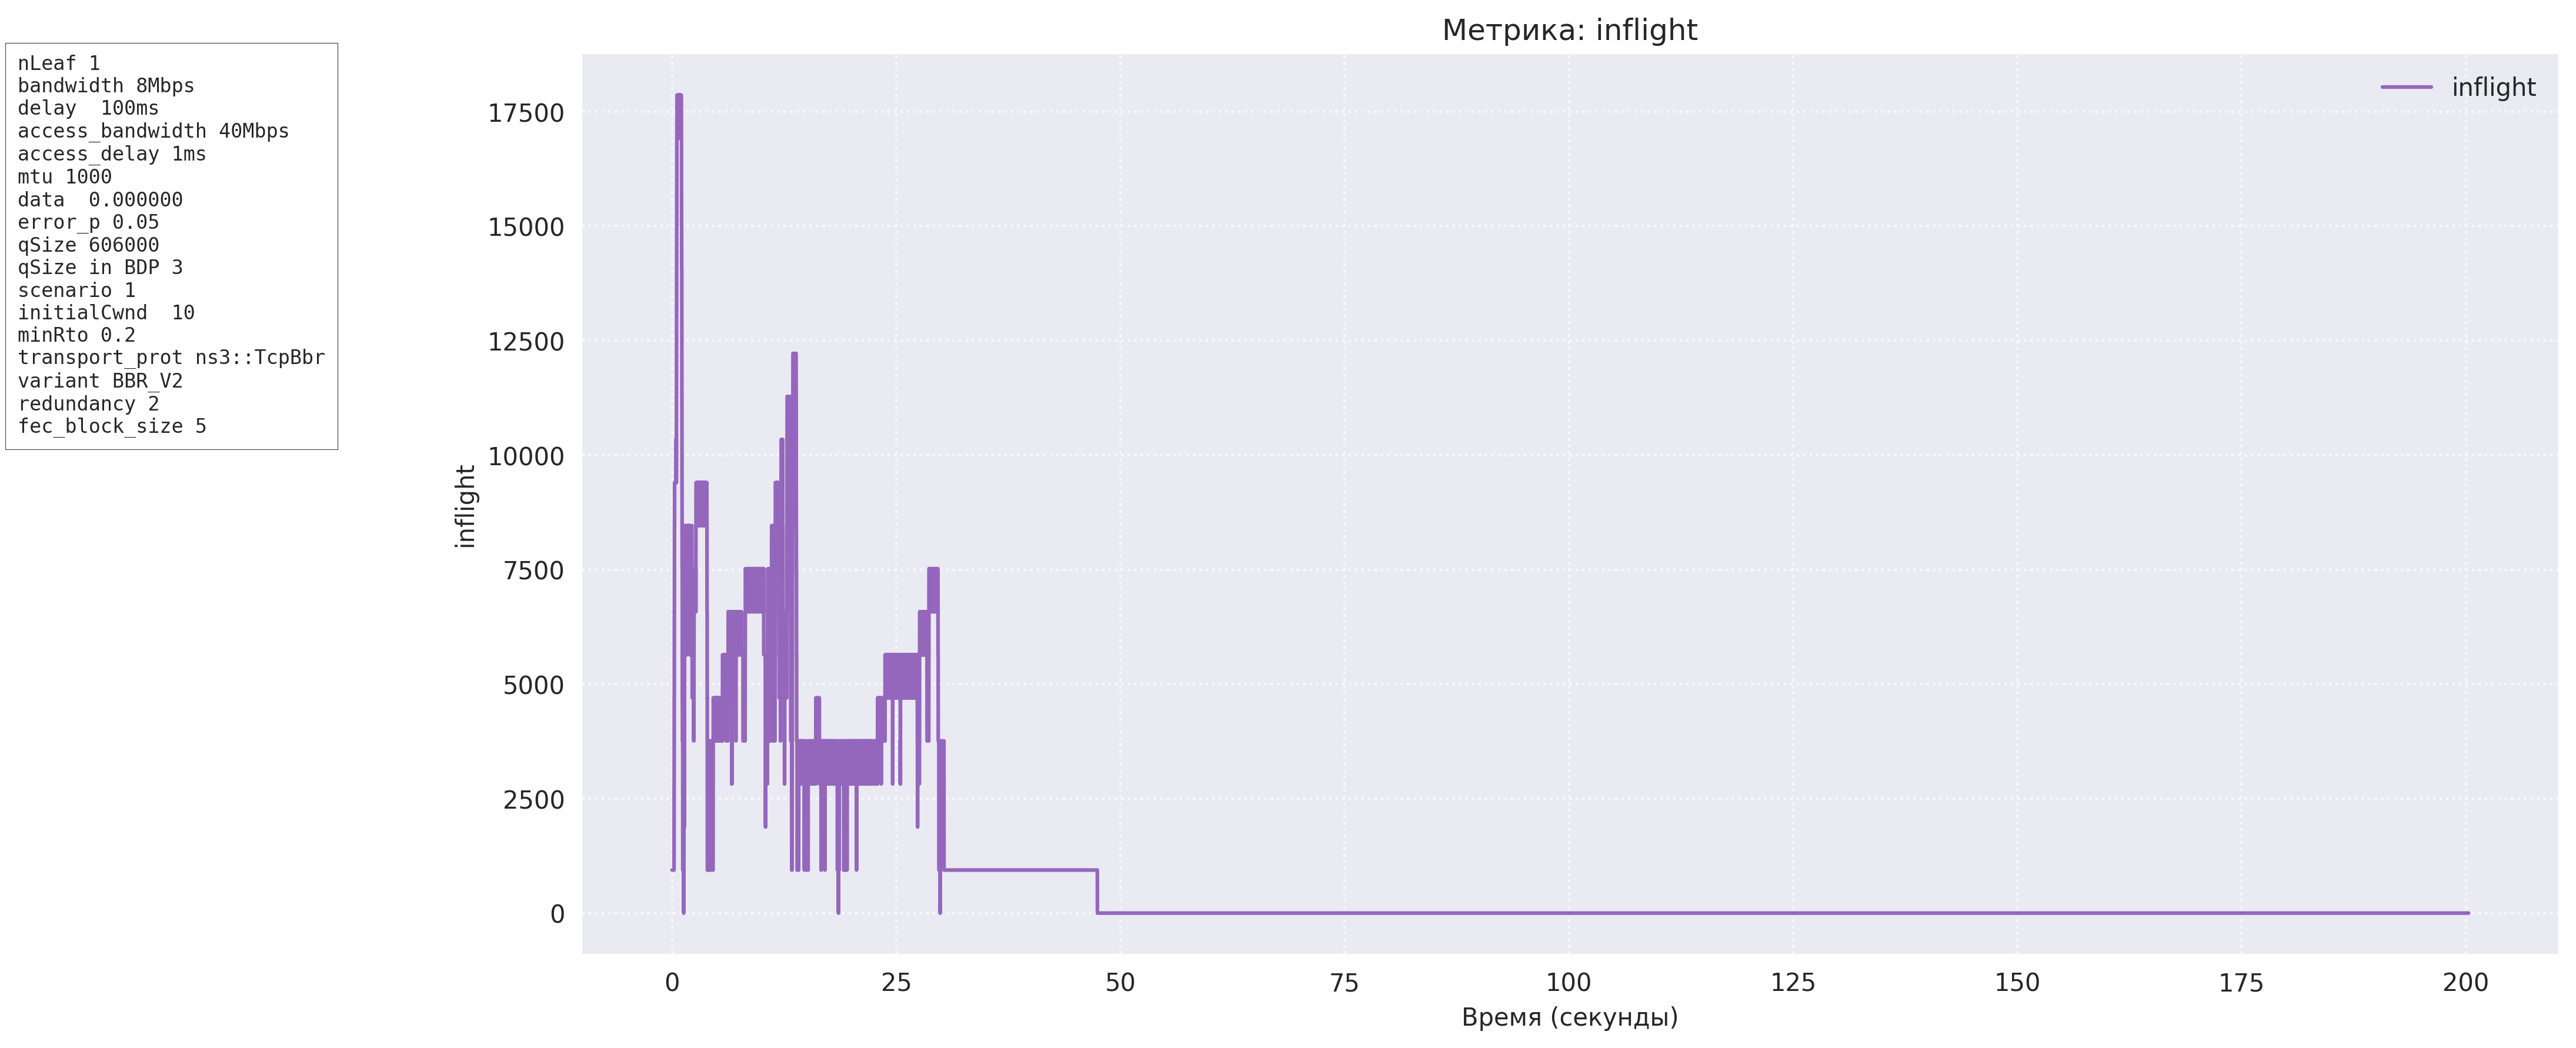 nLeaf 1
bandwidth 8Mbps
delay  100ms
access_bandwidth 40Mbps
access_delay 1ms
mtu 1000
data  0.000000
error_p 0.05
qSize 606000
qSize in BDP 3
scenario 1
initialCwnd  10
minRto 0.2
transport_prot ns3::TcpBbr
variant BBR_V2
redundancy 2
fec_block_size 5
Метрика: inflight
inflight
17500
15000
12500
10000
7500
5000
2500
0
inflight
0 25 50 75 100 125 150 175 200
Время (секунды)